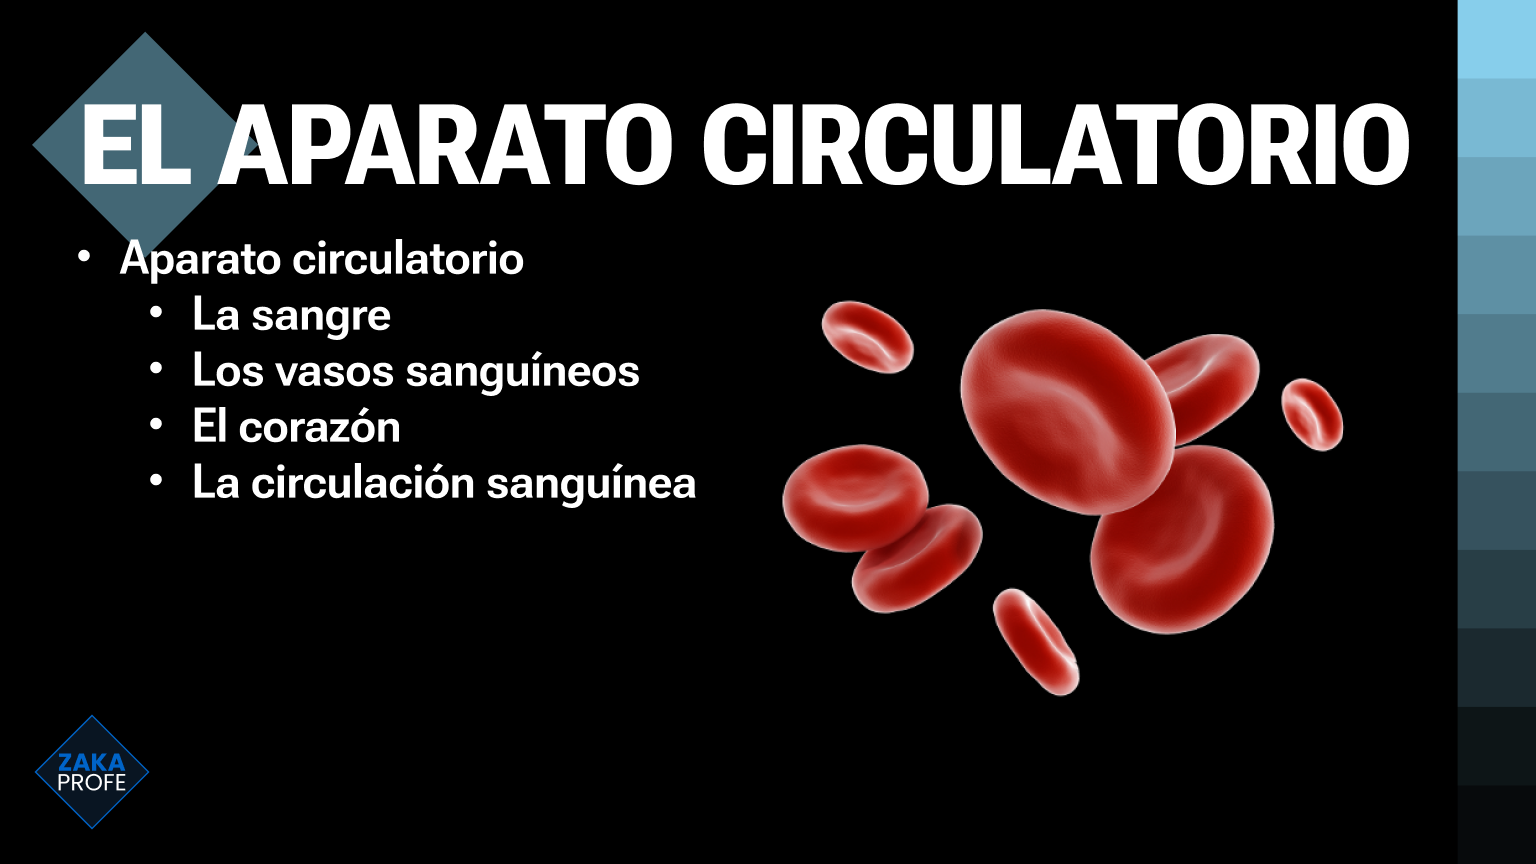 EL APARATO CIRCULATORIO
• Aparato circulatorio
• La sangre
• Los vasos sanguíneos
• El corazón
• La circulación sanguínea
ZAKA
PROFE